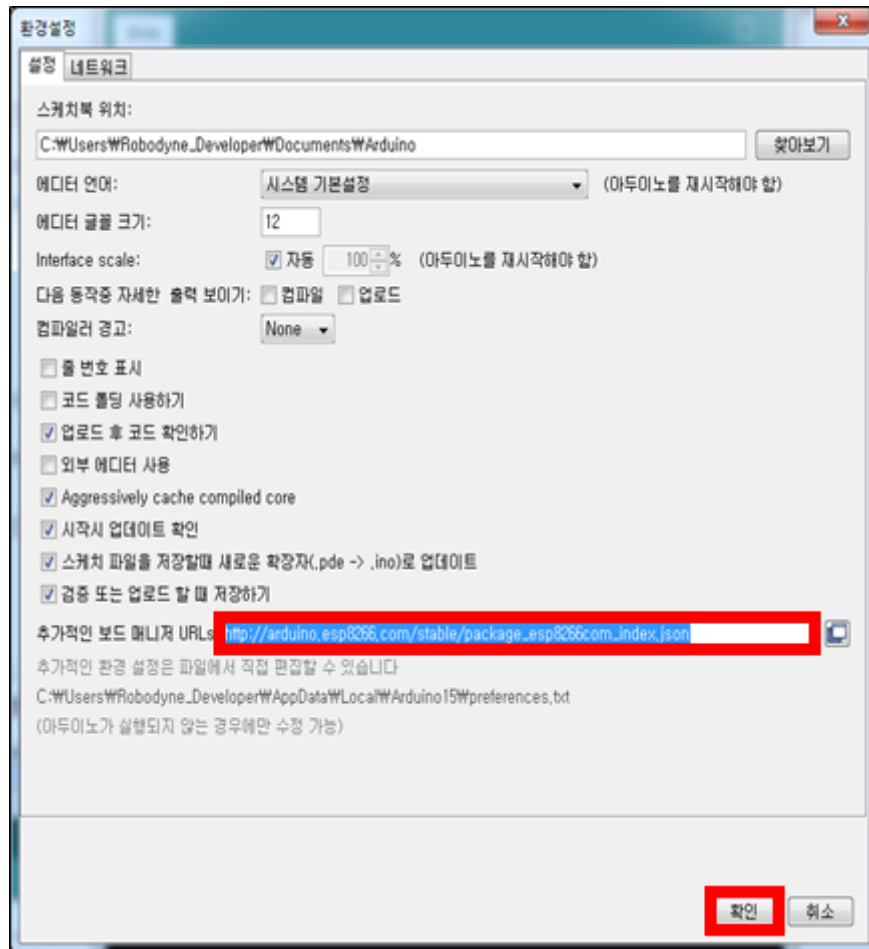 환경설정
설정 네트워크
스케치북 위치:
C:₩Users₩Robodyne_Developer₩Documents₩Arduino 찾아보기
에디터 언어: 시스템 기본설정 (아두이노를 재시작해야 함)
에디터 글꼴 크기: 12
Interface scale: 자동 100 % (아두이노를 재시작해야 함)
다음 동작중 자세한 출력 보이기: 컴파일 업로드
컴파일러 경고: None
줄 번호 표시
코드 폴딩 사용하기
업로드 후 코드 확인하기
외부 에디터 사용
Aggressively cache compiled core
시작시 업데이트 확인
스케치 파일을 저장할때 새로운 확장자(.pde -> .ino)로 업데이트
검증 또는 업로드 할 때 저장하기
추가적인 보드 매니저 URLs http://arduino.esp8266.com/stable/package_esp8266com_index.json
추가적인 환경 설정은 파일에서 직접 편집할 수 있습니다
C:₩Users₩Robodyne_Developer₩AppData₩Local₩Arduino15₩preferences.txt
(아두이노가 실행되지 않는 경우에만 수정 가능)
확인 취소